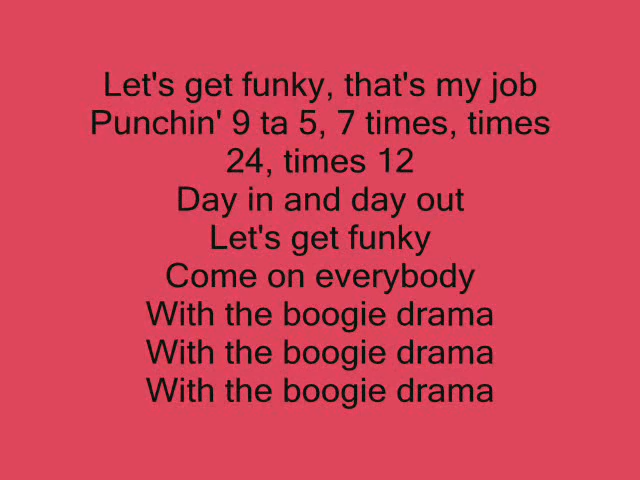 Let's get funky, that's my job
Punchin' 9 ta 5, 7 times, times
24, times 12
Day in and day out
Let's get funky
Come on everybody
With the boogie drama
With the boogie drama
With the boogie drama